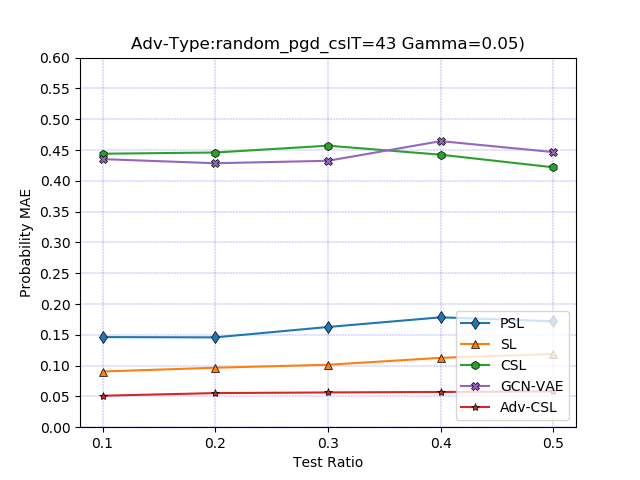 Adv-Type:random_pgd_cslT=43 Gamma=0.05)
0.60
0.55
0.50
0.45
0.40
0.35
0.30
0.25
0.20
0.15
0.10
0.05
0.00
Probability MAE
PSL
SL
CSL
GCN-VAE
Adv-CSL
0.1 0.2 0.3 0.4 0.5
Test Ratio